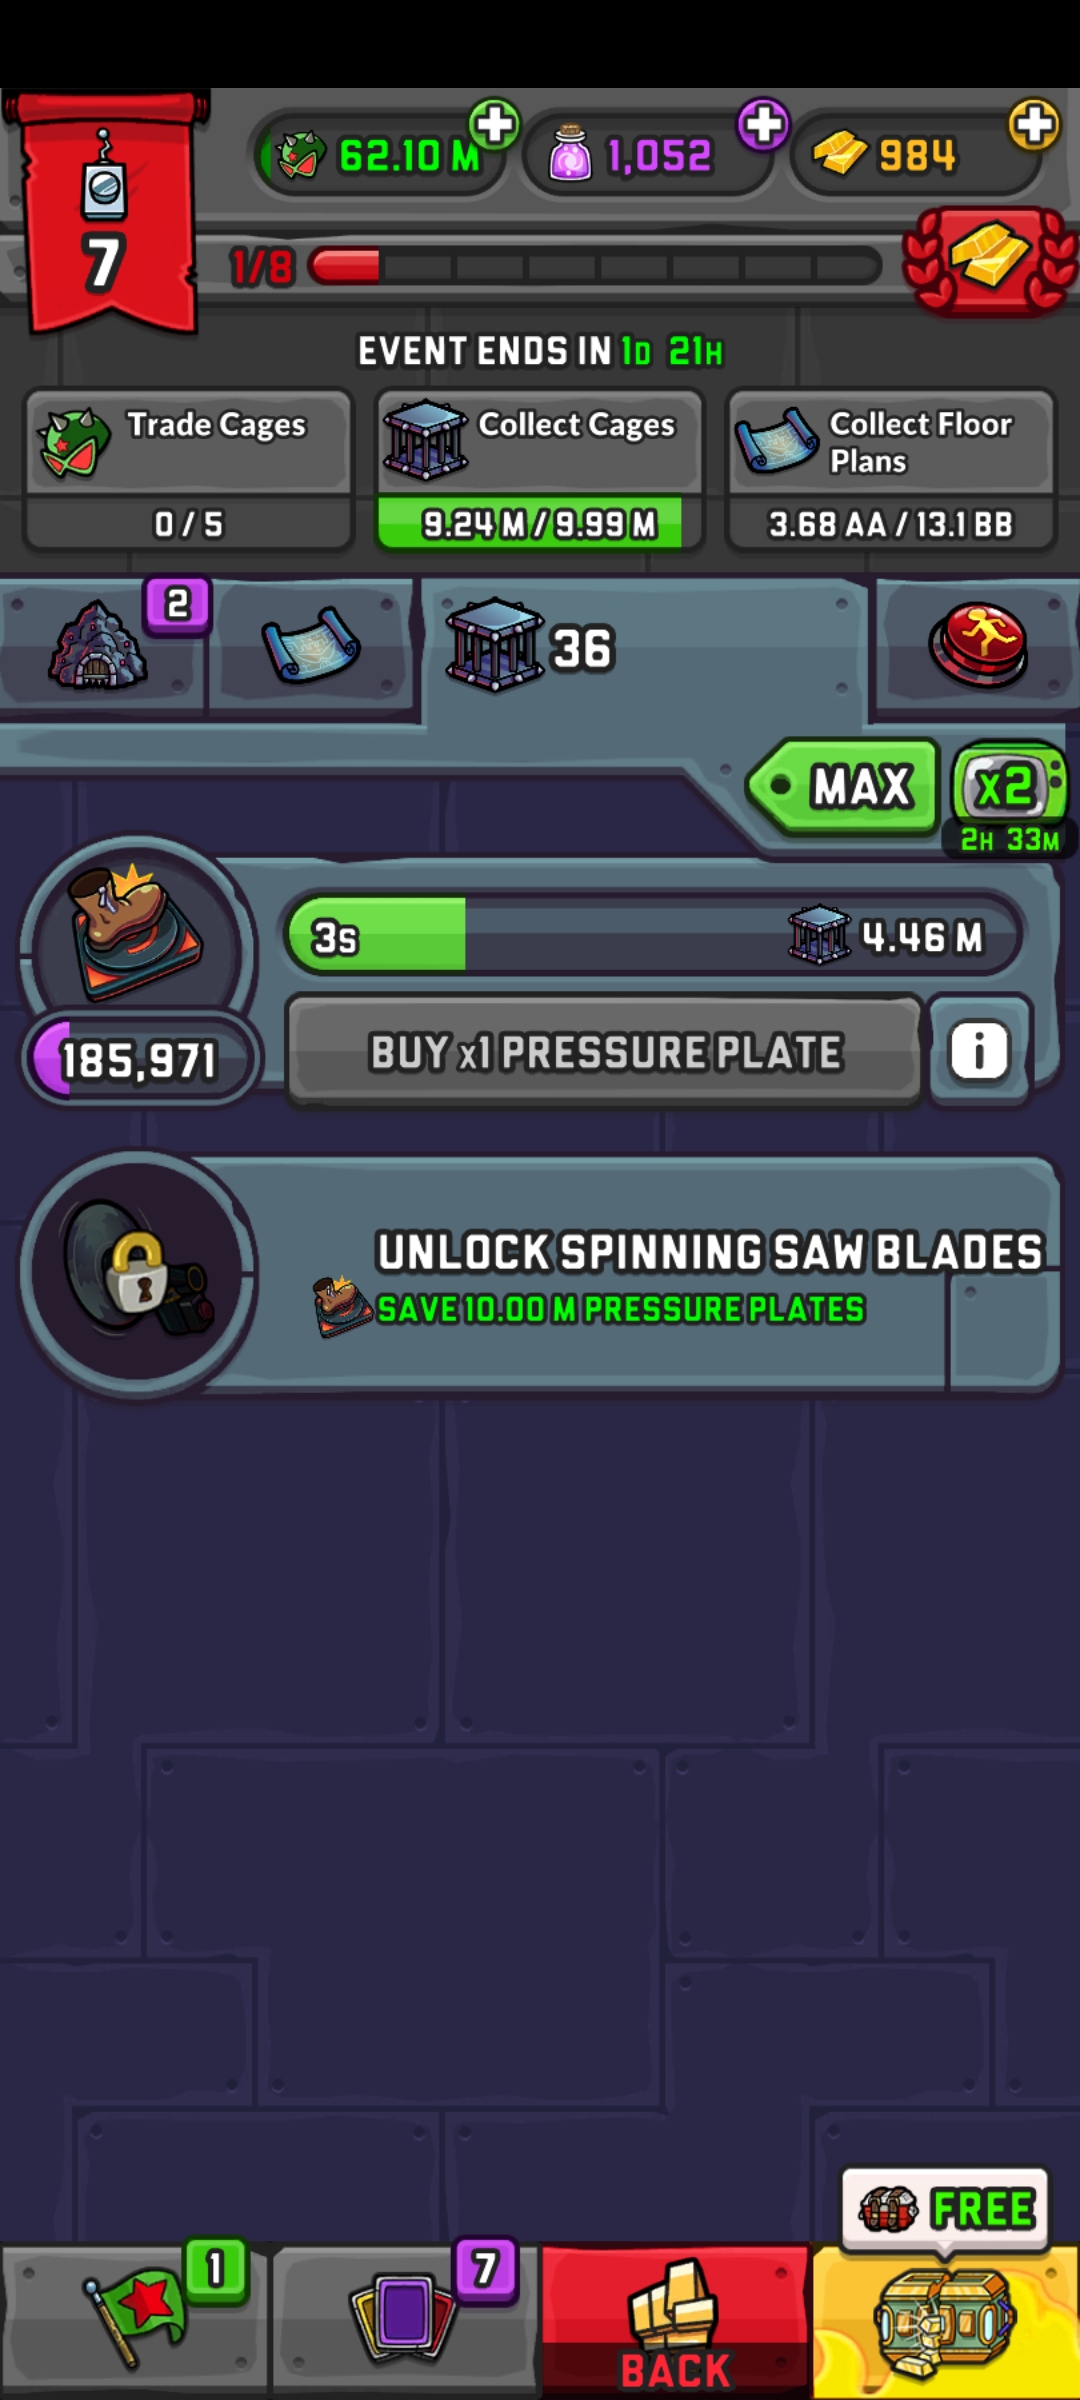 62.10 M
1,052
984
7
1/8
EVENT ENDS IN 1D 21H
Trade Cages
0 / 5
Collect Cages
9.24 M / 9.99 M
Collect Floor
Plans
3.68 AA / 13.1 BB
2
36
MAX
x2
2H 33M
3s
4.46 M
185,971
BUY x1 PRESSURE PLATE
i
UNLOCK SPINNING SAW BLADES
SAVE 10.00 M PRESSURE PLATES
FREE
1
7
BACK